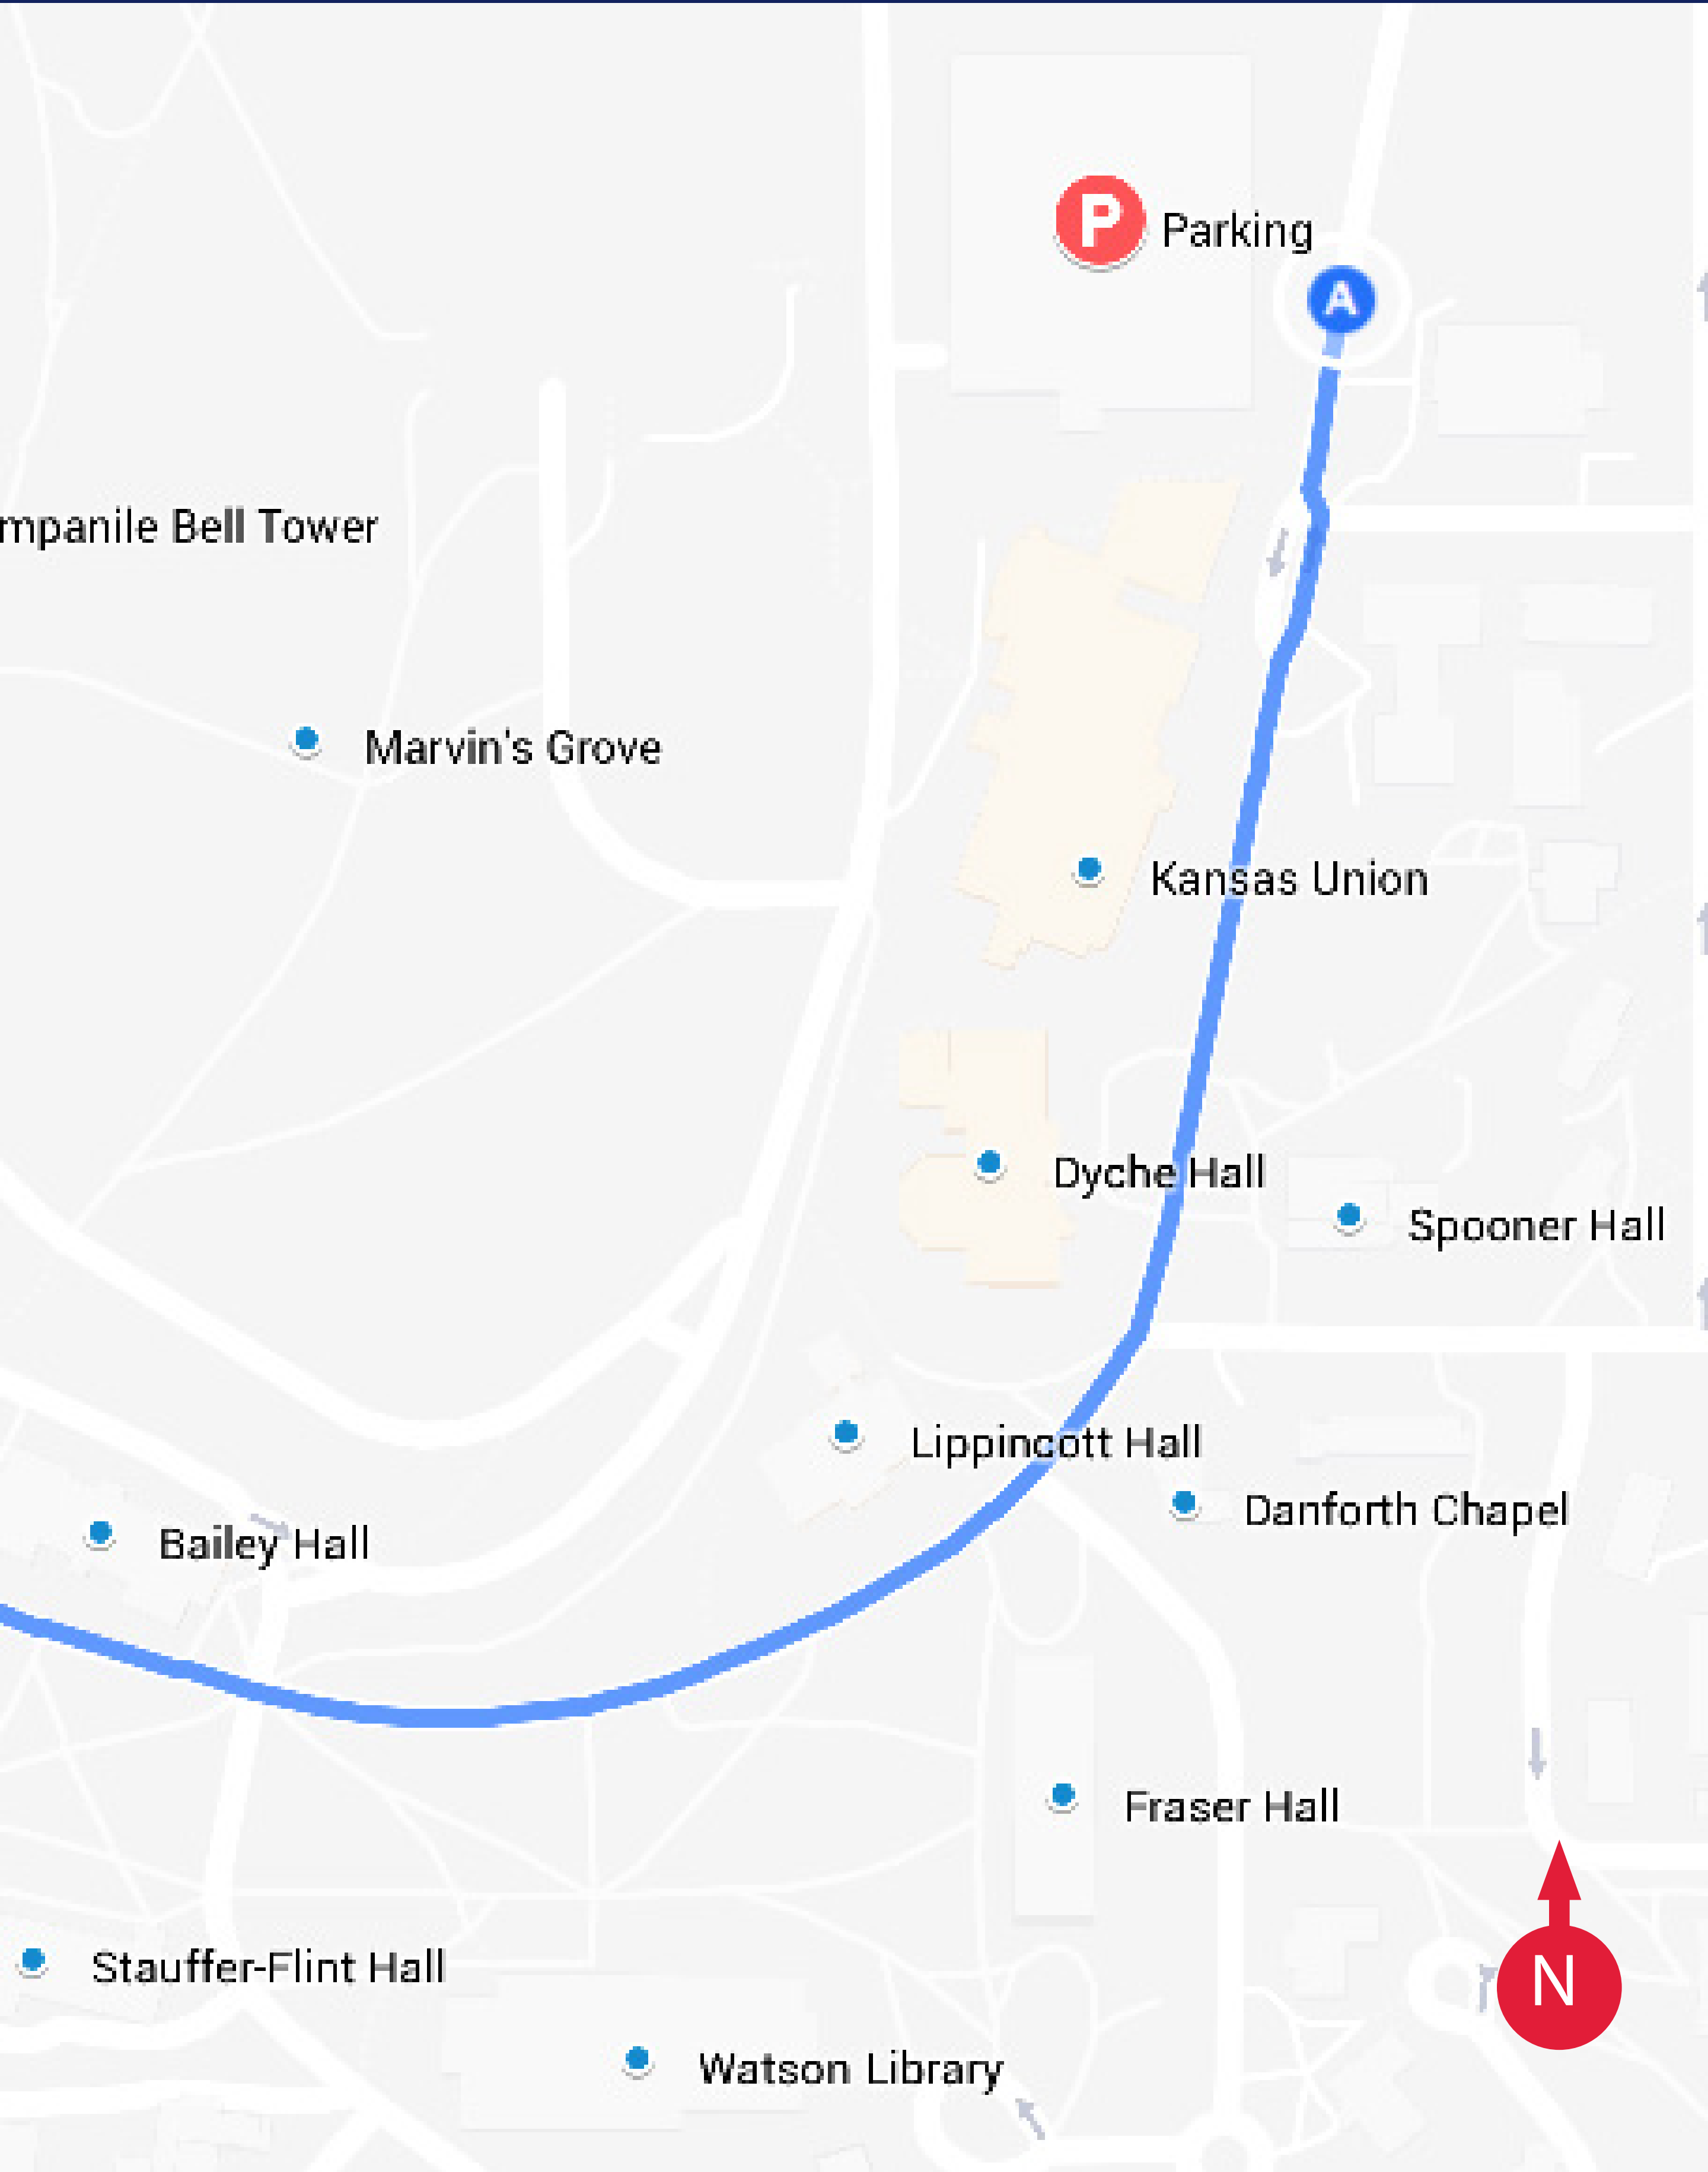 P
Parking
A
mpanile Bell Tower
Marvin's Grove
Kansas Union
Dyche Hall
Spooner Hall
Lippincott Hall
Danforth Chapel
Bailey Hall
Fraser Hall
Stauffer-Flint Hall
N
Watson Library